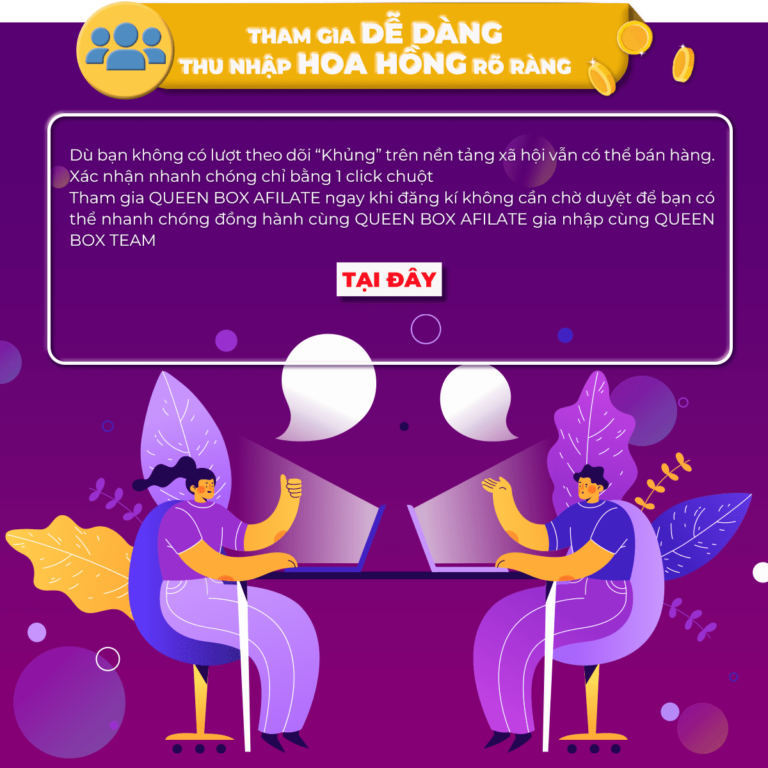 THAM GIA DỄ DÀNG
THU NHẬP HOA HỒNG RÕ RÀNG
Dù bạn không có lượt theo dõi “Khủng” trên nền tảng xã hội vẫn có thể bán hàng.
Xác nhận nhanh chóng chỉ bằng 1 click chuột
Tham gia QUEEN BOX AFILATE ngay khi đăng kí không cần chờ duyệt để bạn có
thể nhanh chóng đồng hành cùng QUEEN BOX AFILATE gia nhập cùng QUEEN
BOX TEAM
TẠI ĐÂY